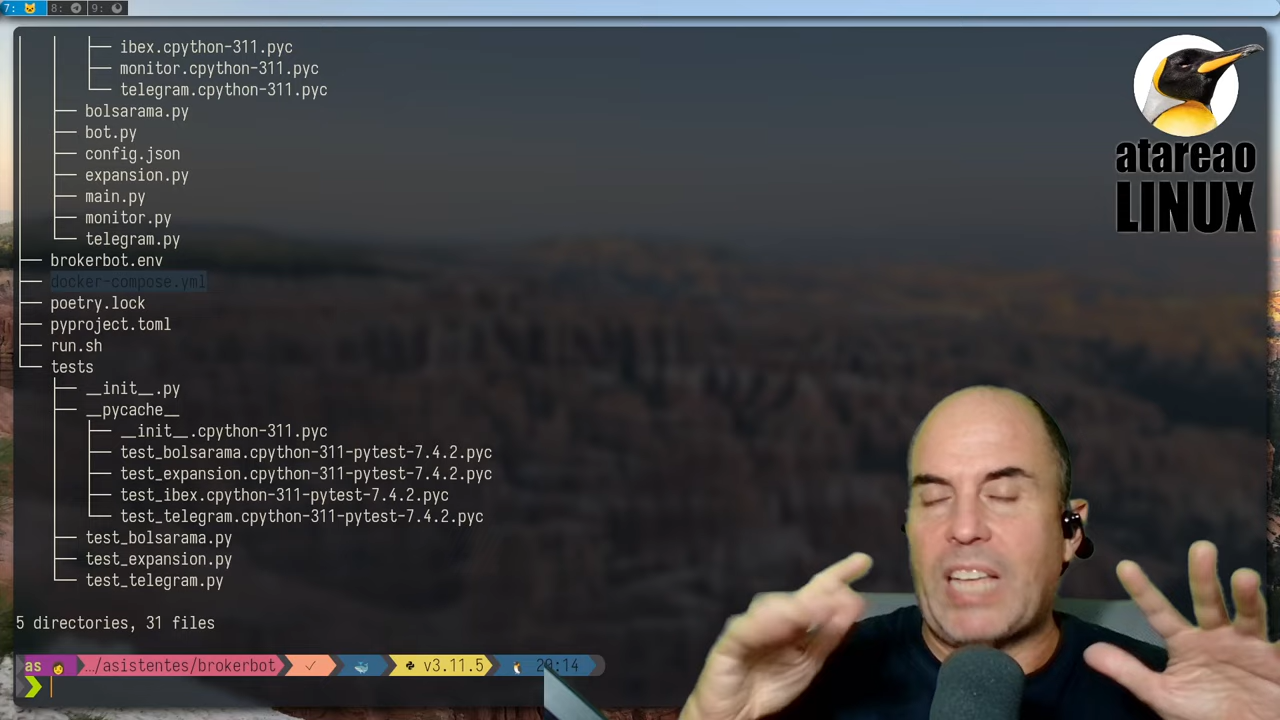 7:
8:
9:
ibex.cpython-311.pyc
monitor.cpython-311.pyc
telegram.cpython-311.pyc
bolsarama.py
bot.py
config.json
expansion.py
main.py
monitor.py
telegram.py
brokerbot.env
docker-compose.yml
poetry.lock
pyproject.toml
run.sh
tests
__init__.py
__pycache__
__init__.cpython-311.pyc
test_bolsarama.cpython-311-pytest-7.4.2.pyc
test_expansion.cpython-311-pytest-7.4.2.pyc
test_ibex.cpython-311-pytest-7.4.2.pyc
test_telegram.cpython-311-pytest-7.4.2.pyc
test_bolsarama.py
test_expansion.py
test_telegram.py
5 directories, 31 files
as …/asistentes/brokerbot ✓ v3.11.5 20:14
atareao
LINUX